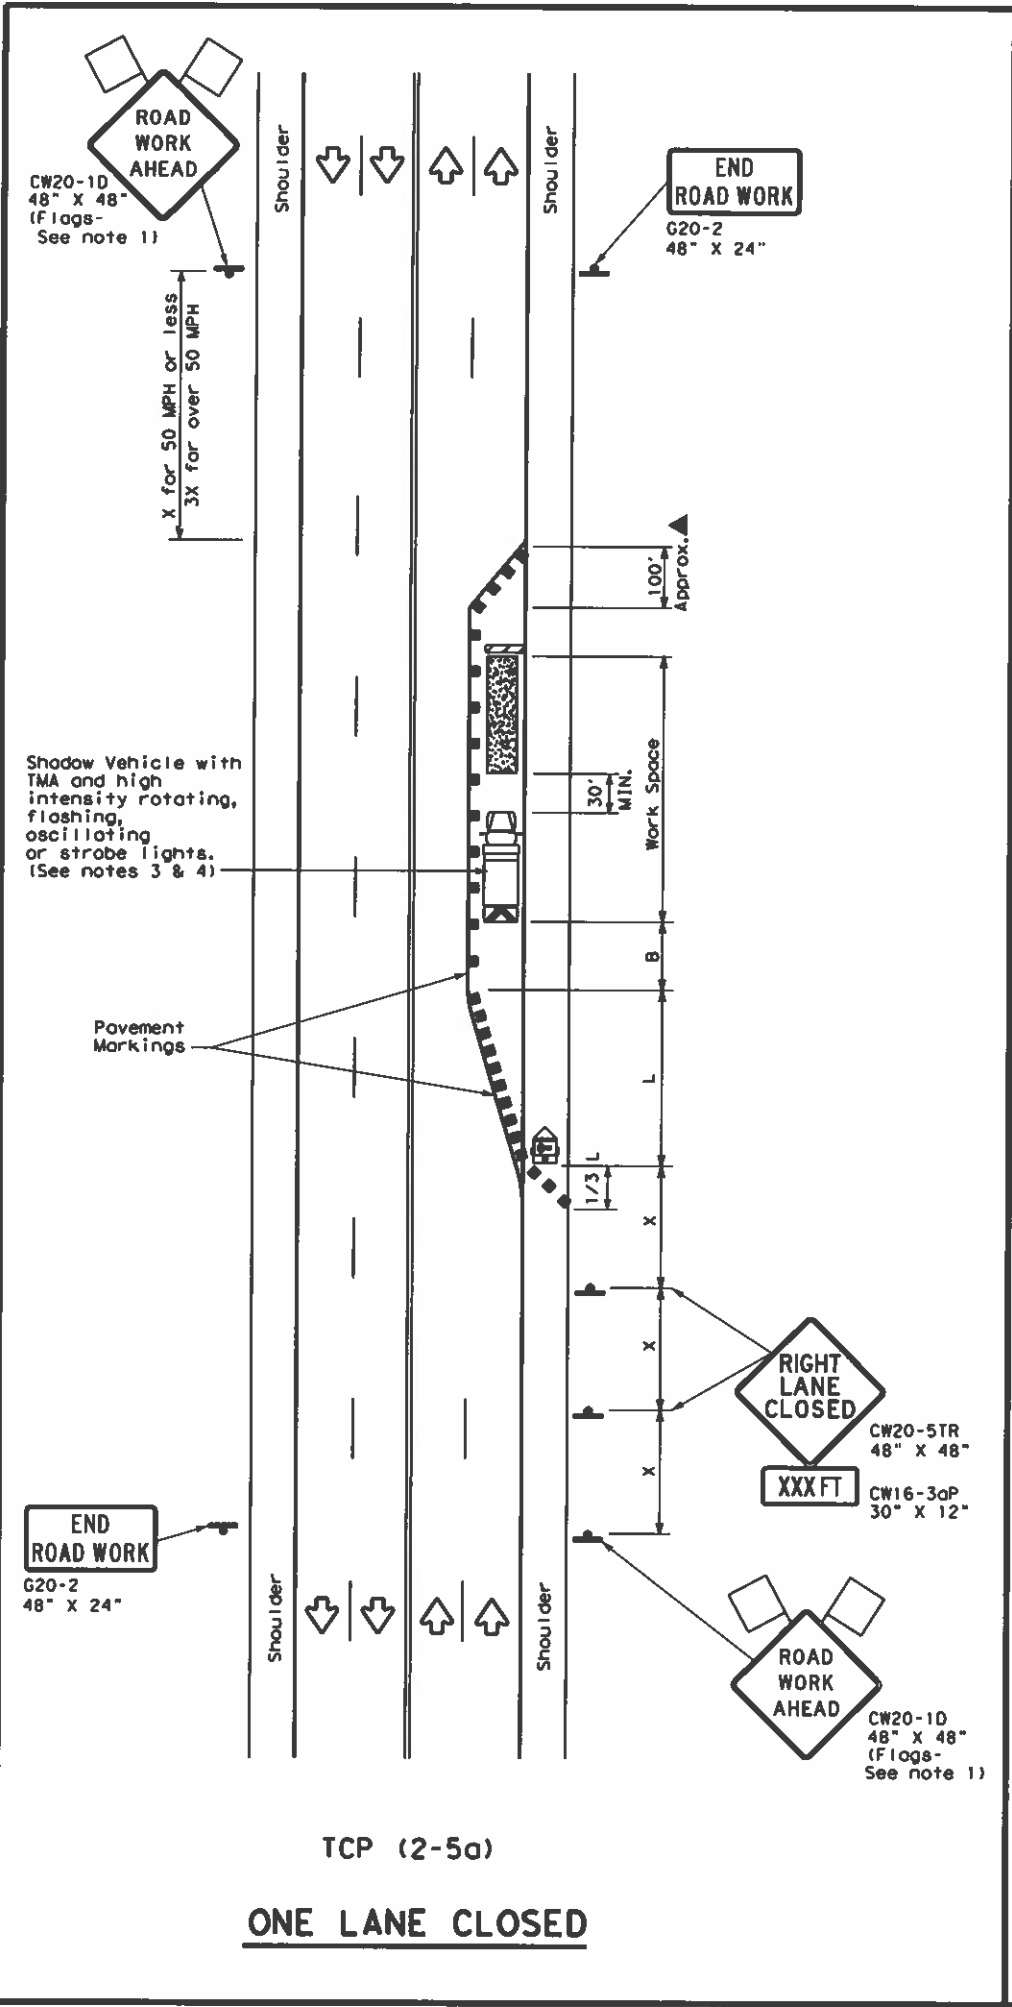 ROAD
WORK
AHEAD
CW20-1D
48" X 48"
(Flags-
See note 1)
Shoulder
Shoulder
END
ROAD WORK
G20-2
48" X 24"
X for 50 MPH or less
3X for over 50 MPH
100'
Approx.
Shadow Vehicle with
TMA and high
intensity rotating,
flashing,
oscillating
or strobe lights.
(See notes 3 & 4)
30'
MIN.
Work Space
B
Pavement
Markings
L
1/3 L
X
X
X
RIGHT
LANE
CLOSED
CW20-5TR
48" X 48"
XXX FT
CW16-3aP
30" X 12"
END
ROAD WORK
G20-2
48" X 24"
Shoulder
Shoulder
ROAD
WORK
AHEAD
CW20-1D
48" X 48"
(Flags-
See note 1)
TCP (2-5a)
ONE LANE CLOSED